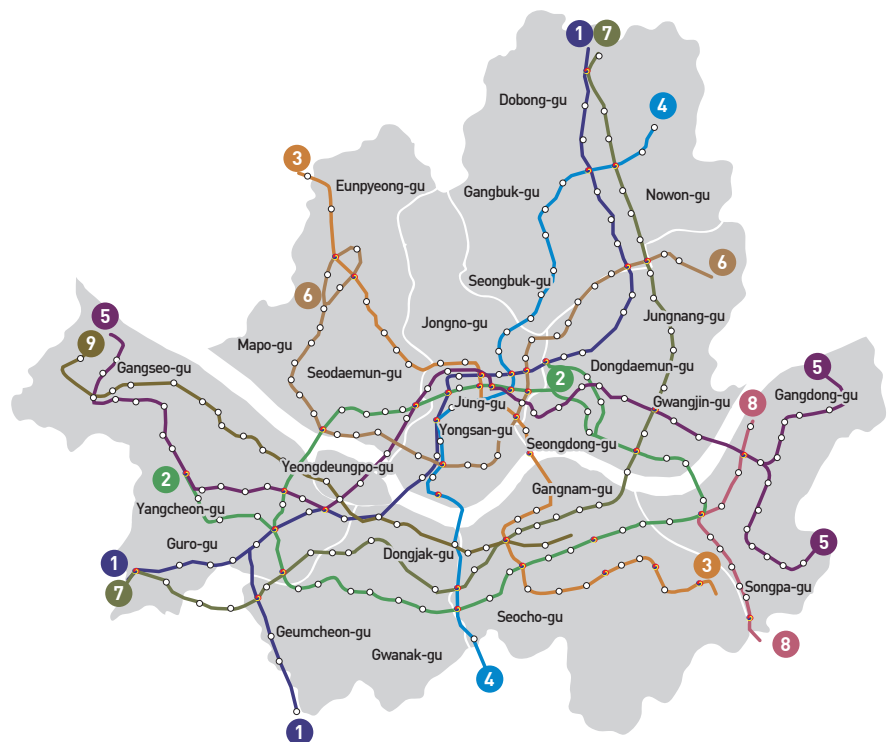 1
7
Dobong-gu
4
3
Eunpyeong-gu
Gangbuk-gu
Nowon-gu
6
Seongbuk-gu
6
5
Jongno-gu
Jungnang-gu
9
Mapo-gu
Gangseo-gu
Seodaemun-gu
Dongdaemun-gu
2
5
Jung-gu
Gwangjin-gu
8
Gangdong-gu
Yongsan-gu
Seongdong-gu
Yeongdeungpo-gu
2
Gangnam-gu
Yangcheon-gu
Guro-gu
Dongjak-gu
5
1
3
7
Songpa-gu
Seocho-gu
Geumcheon-gu
8
Gwanak-gu
4
1